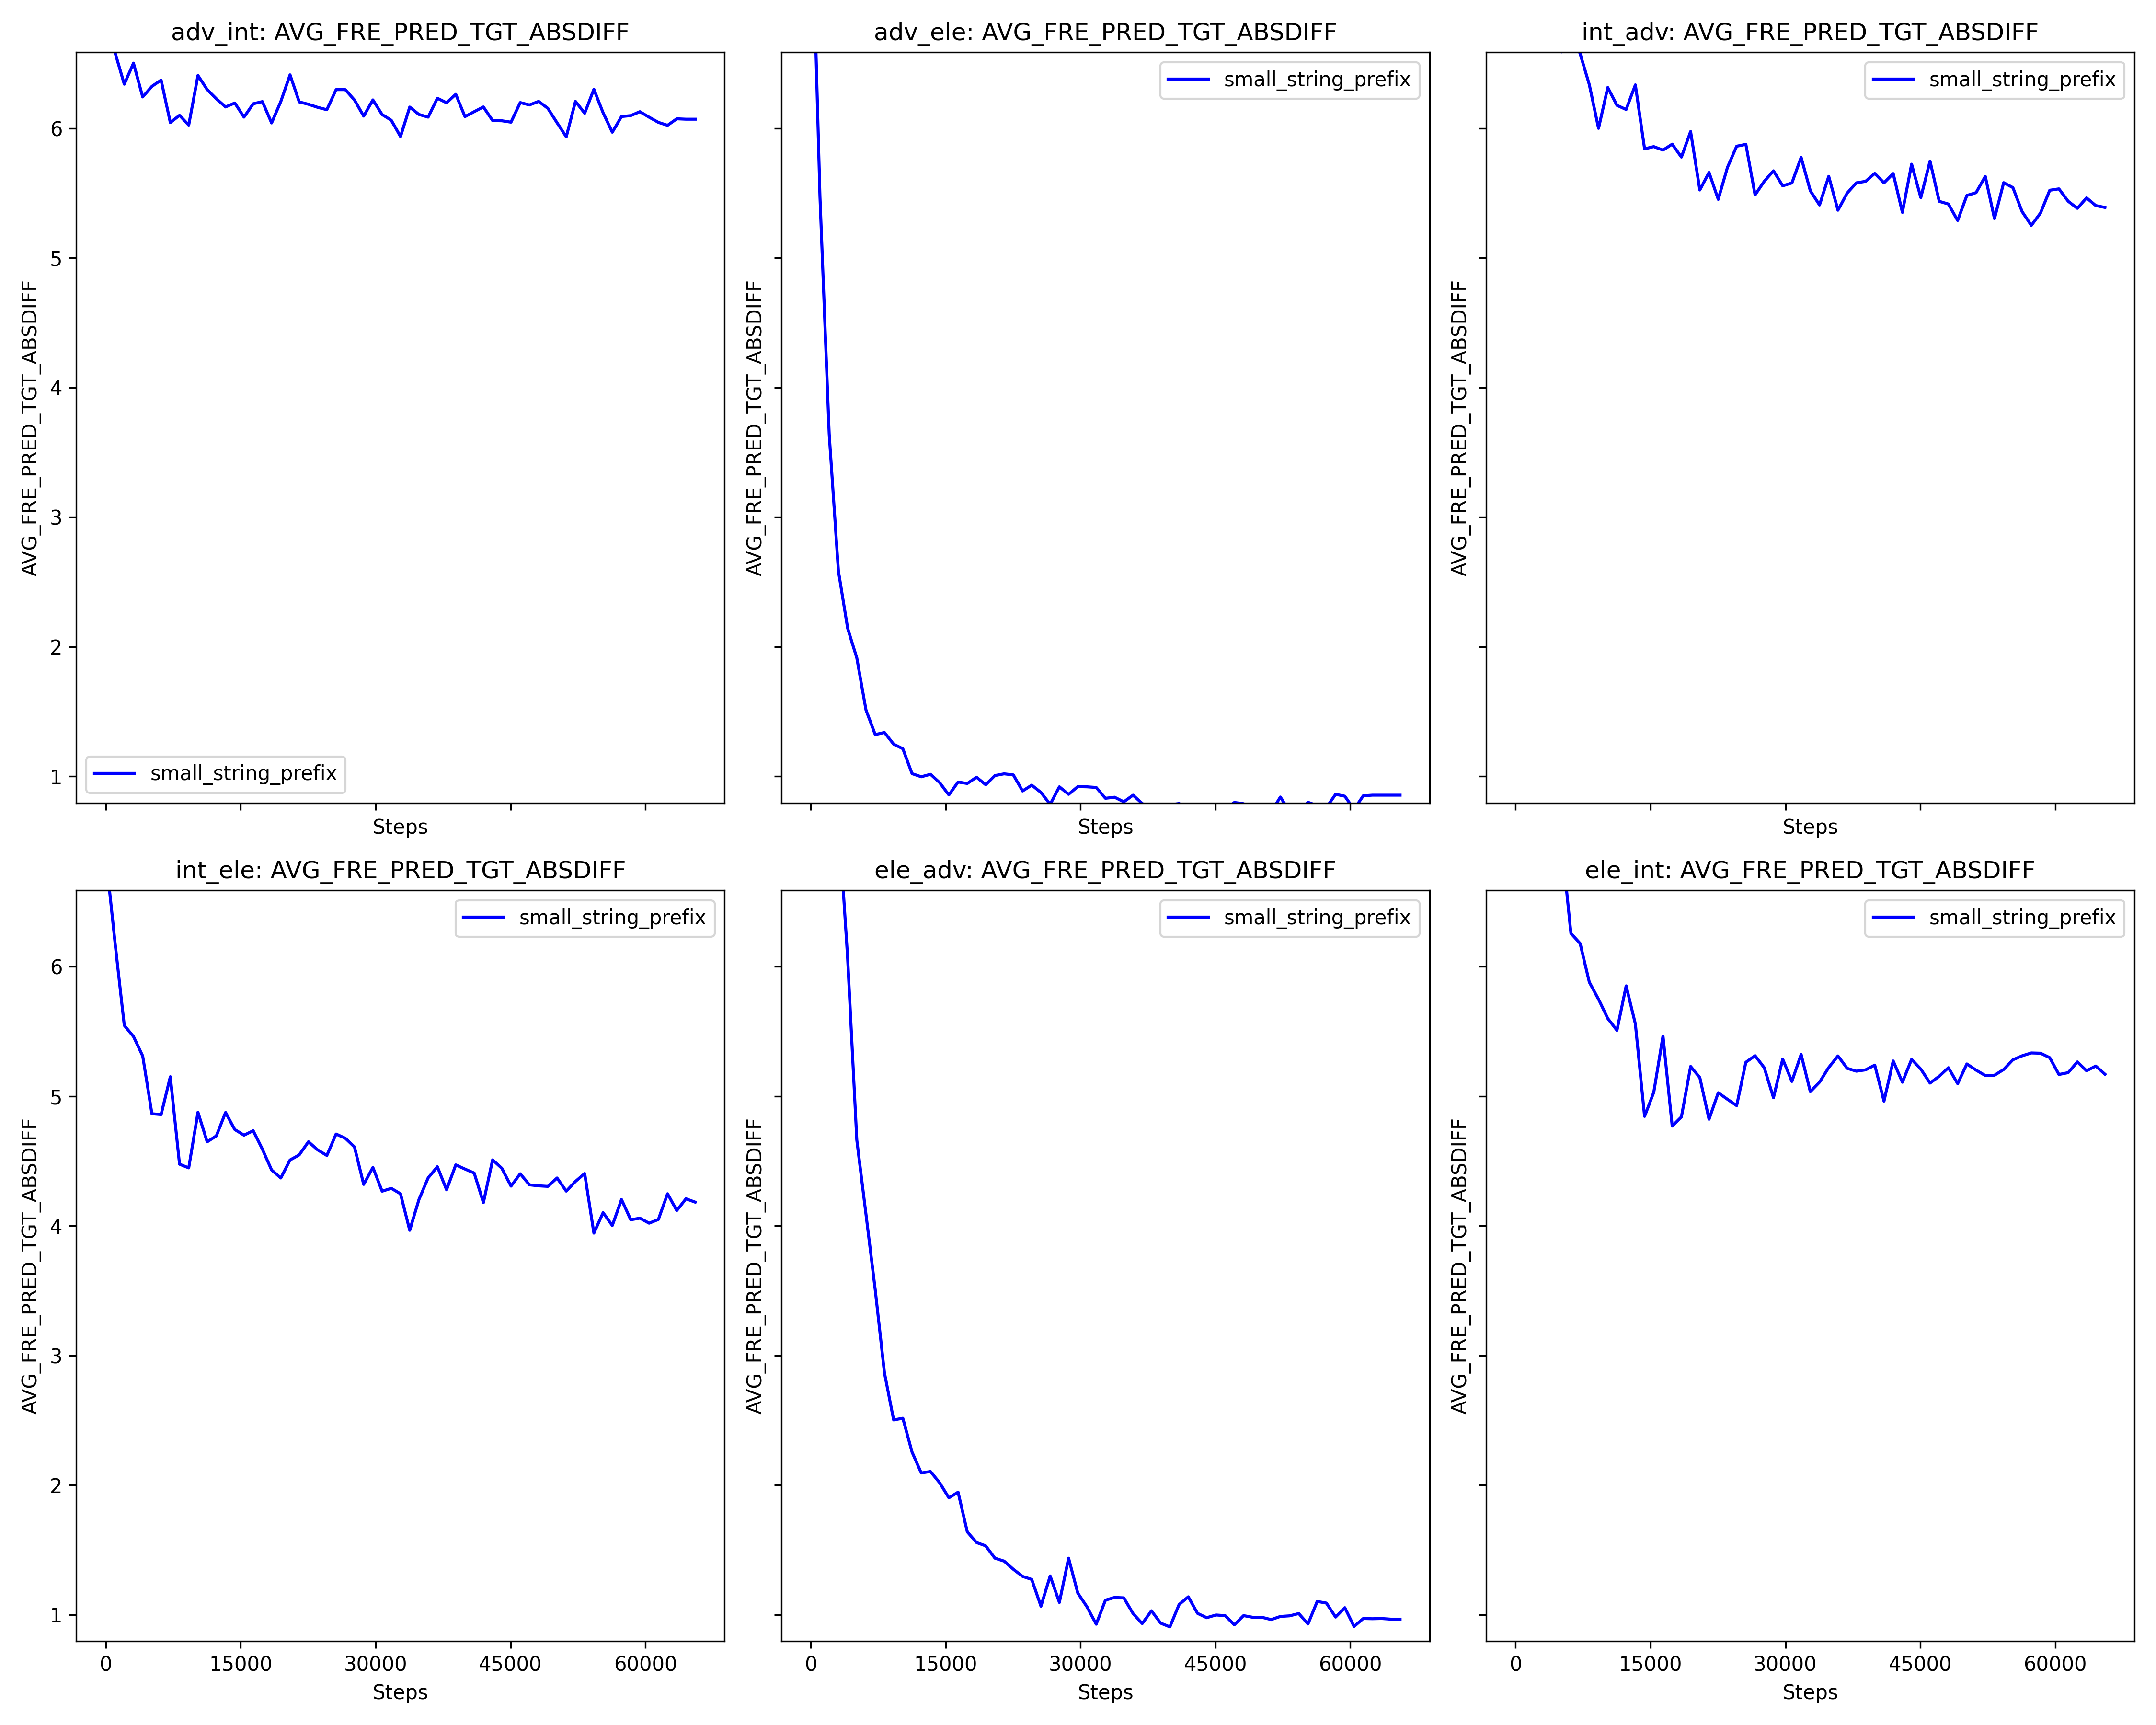 adv_int: AVG_FRE_PRED_TGT_ABSDIFF
adv_ele: AVG_FRE_PRED_TGT_ABSDIFF
int_adv: AVG_FRE_PRED_TGT_ABSDIFF
AVG_FRE_PRED_TGT_ABSDIFF
6
5
4
3
2
1
small_string_prefix
Steps
AVG_FRE_PRED_TGT_ABSDIFF
small_string_prefix
Steps
AVG_FRE_PRED_TGT_ABSDIFF
small_string_prefix
Steps
int_ele: AVG_FRE_PRED_TGT_ABSDIFF
ele_adv: AVG_FRE_PRED_TGT_ABSDIFF
ele_int: AVG_FRE_PRED_TGT_ABSDIFF
AVG_FRE_PRED_TGT_ABSDIFF
6
5
4
3
2
1
small_string_prefix
0 15000 30000 45000 60000
Steps
AVG_FRE_PRED_TGT_ABSDIFF
small_string_prefix
0 15000 30000 45000 60000
Steps
AVG_FRE_PRED_TGT_ABSDIFF
small_string_prefix
0 15000 30000 45000 60000
Steps